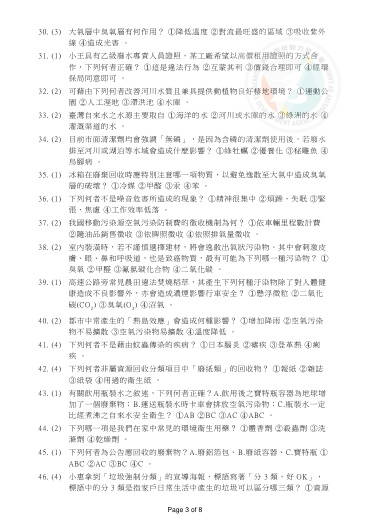 30. (3) 大氣層中臭氧層有何作用？ ①降低溫度 ②對流最旺盛的區域 ③吸收紫外
線 ④造成光害 。
31. (1) 小王具有乙級廢水專責人員證照，某工廠希望以高價租用證照的方式合
作，下列何者正確？ ①這是違法行為 ②互蒙其利 ③價錢合理即可 ④經環
保局同意即可 。
32. (2) 可藉由下列何者改善河川水質且兼具提供動植物良好棲地環境？ ①運動公
園 ②人工溼地 ③滯洪池 ④水庫 。
33. (2) 臺灣自來水之水源主要取自 ①海洋的水 ②河川或水庫的水 ③綠洲的水 ④
灌溉渠道的水 。
34. (2) 目前市面清潔劑均會強調「無磷」，是因為含磷的清潔劑使用後，若廢水
排至河川或湖泊等水域會造成什麼影響？ ①綠牡蠣 ②優養化 ③秘雕魚 ④
烏腳病 。
35. (1) 冰箱在廢棄回收時應特別注意哪一項物質，以避免逸散至大氣中造成臭氧
層的破壞？ ①冷媒 ②甲醛 ③汞 ④苯 。
36. (1) 下列何者不是噪音危害所造成的現象？ ①精神很集中 ②煩躁、失眠 ③緊
張、焦慮 ④工作效率低落 。
37. (2) 我國移動污染源空氣污染防制費的徵收機制為何？ ①依車輛里程數計費
②隨油品銷售徵收 ③依牌照徵收 ④依照排氣量徵收 。
38. (2) 室內裝潢時，若不謹慎選擇建材，將會逸散出氣狀污染物。其中會刺激皮
膚、眼、鼻和呼吸道，也是致癌物質，最有可能為下列哪一種污染物？ ①
臭氧 ②甲醛 ③氟氯碳化合物 ④二氧化碳 。
39. (1) 高速公路旁常見農田違法焚燒稻草，其產生下列何種汙染物除了對人體健
康造成不良影響外，亦會造成濃煙影響行車安全？ ①懸浮微粒 ②二氧化
碳(CO₂) ③臭氧(O₃) ④沼氣 。
40. (2) 都市中常產生的「熱島效應」會造成何種影響？ ①增加降雨 ②空氣污染
物不易擴散 ③空氣污染物易擴散 ④溫度降低 。
41. (4) 下列何者不是藉由蚊蟲傳染的疾病？ ①日本腦炎 ②瘧疾 ③登革熱 ④痢
疾 。
42. (4) 下列何者非屬資源回收分類項目中「廢紙類」的回收物？ ①報紙 ②雜誌
③紙袋 ④用過的衛生紙 。
43. (1) 有關飲用瓶裝水之敘述，下列何者正確？A.飲用後之寶特瓶容器為地球增
加了一個廢棄物；B.運送瓶裝水時卡車會排放空氣污染物；C.瓶裝水一定
比經煮沸之自來水安全衛生？ ①AB ②BC ③AC ④ABC 。
44. (2) 下列哪一項是我們在家中常見的環境衛生用藥？ ①體香劑 ②殺蟲劑 ③洗
滌劑 ④乾燥劑 。
45. (1) 下列何者為公告應回收的廢棄物？A.廢鋁箔包、B.廢紙容器、C.寶特瓶 ①
ABC ②AC ③BC ④C 。
46. (4) 小惠拿到「垃圾強制分類」的宣導海報，標語寫著「分 3 類，好 OK」，
標語中的分 3 類是指家戶日常生活中產生的垃圾可以區分哪三類？ ①資源
Page 3 of 8